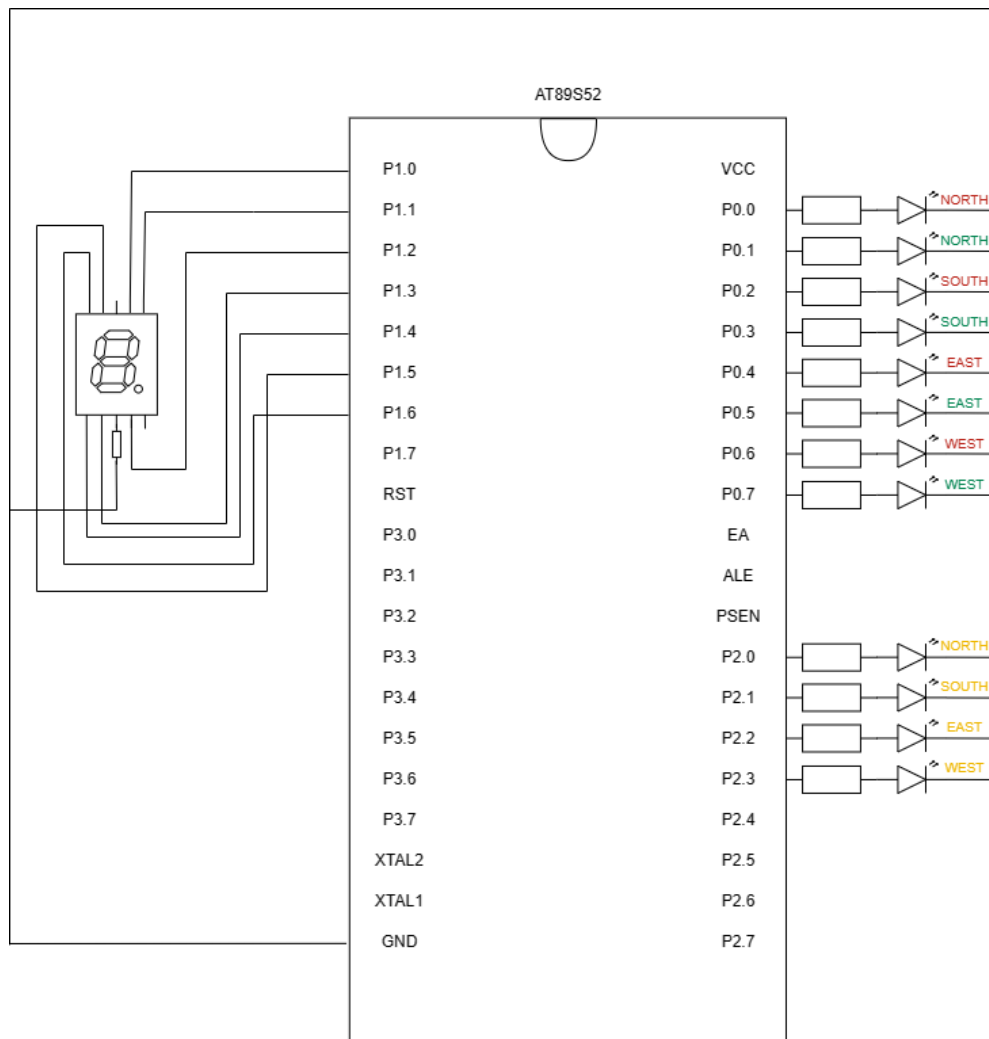 AT89S52
P1.0 VCC
P1.1 P0.0 NORTH
P1.2 P0.1 NORTH
P1.3 P0.2 SOUTH
P1.4 P0.3 SOUTH
P1.5 P0.4 EAST
P1.6 P0.5 EAST
P1.7 P0.6 WEST
RST P0.7 WEST
P3.0 EA
P3.1 ALE
P3.2 PSEN
P3.3 P2.0 NORTH
P3.4 P2.1 SOUTH
P3.5 P2.2 EAST
P3.6 P2.3 WEST
P3.7 P2.4
XTAL2 P2.5
XTAL1 P2.6
GND P2.7